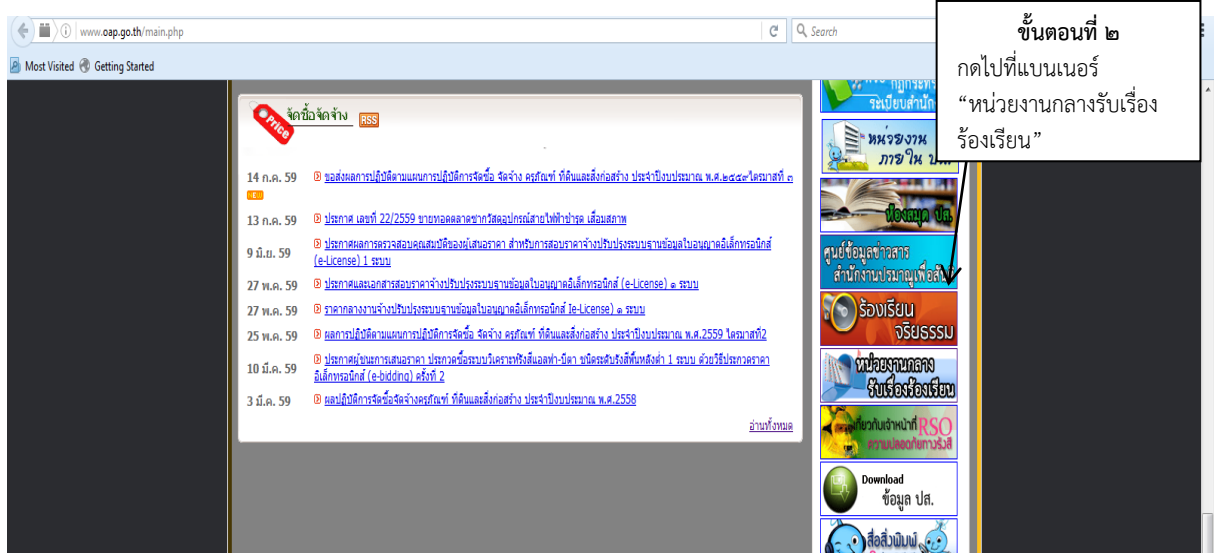 www.oap.go.th/main.php
Search
Most Visited Getting Started
ขั้นตอนที่ ๒
กดไปที่แบนเนอร์
“หน่วยงานกลางรับเรื่อง
ร้องเรียน”
Price
จัดซื้อจัดจ้าง RSS
14 ก.ค. 59 ขอส่งผลการปฏิบัติตามแผนการปฏิบัติการจัดซื้อ จัดจ้าง ครุภัณฑ์ ที่ดินและสิ่งก่อสร้าง ประจำปีงบประมาณ พ.ศ.๒๕๕๙ไตรมาสที่ ๓
NEW
13 ก.ค. 59 ประกาศ เลขที่ 22/2559 ขายทอดตลาดซากวัสดุอุปกรณ์สายไฟฟ้าชำรุด เสื่อมสภาพ
9 มิ.ย. 59 ประกาศผลการตรวจสอบคุณสมบัติของผู้เสนอราคา สำหรับการสอบราคาจ้างปรับปรุงระบบฐานข้อมูลใบอนุญาตอิเล็กทรอนิกส์
(e-License) 1 ระบบ
27 พ.ค. 59 ประกาศและเอกสารสอบราคาจ้างปรับปรุงระบบฐานข้อมูลใบอนุญาตอิเล็กทรอนิกส์ (e-License) ๑ ระบบ
27 พ.ค. 59 ราคากลางงานจ้างปรับปรุงระบบฐานข้อมูลใบอนุญาตอิเล็กทรอนิกส์ Ie-License) ๑ ระบบ
25 พ.ค. 59 ผลการปฏิบัติตามแผนการปฏิบัติการจัดซื้อ จัดจ้าง ครุภัณฑ์ ที่ดินและสิ่งก่อสร้าง ประจำปีงบประมาณ พ.ศ.2559 ไตรมาสที่2
10 มี.ค. 59 ประกาศผู้ชนะการเสนอราคา ประกวดซื้อระบบวิเคราะห์รังสีแอลฟา-บีตา ชนิดระดับรังสีพื้นหลังต่ำ 1 ระบบ ด้วยวิธีประกวดราคา
อิเล็กทรอนิกส์ (e-bidding) ครั้งที่ 2
3 มี.ค. 59 ผลปฏิบัติการจัดซื้อจัดจ้างครุภัณฑ์ ที่ดินและสิ่งก่อสร้าง ประจำปีงบประมาณ พ.ศ.2558
อ่านทั้งหมด
ระเบียบสำนัก
หน่วยงาน
ภายใน
ห้องสมุด ปส.
ศูนย์ข้อมูลข่าวสาร
สำนักงานปรมาณูเพื่อสันติ
ร้องเรียน
จริยธรรม
หน่วยงานกลาง
รับเรื่องร้องเรียน
เกี่ยวกับเจ้าหน้าที่ RSO
ความปลอดภัยทางรังสี
Download
ข้อมูล ปส.
สื่อสิ่งพิมพ์